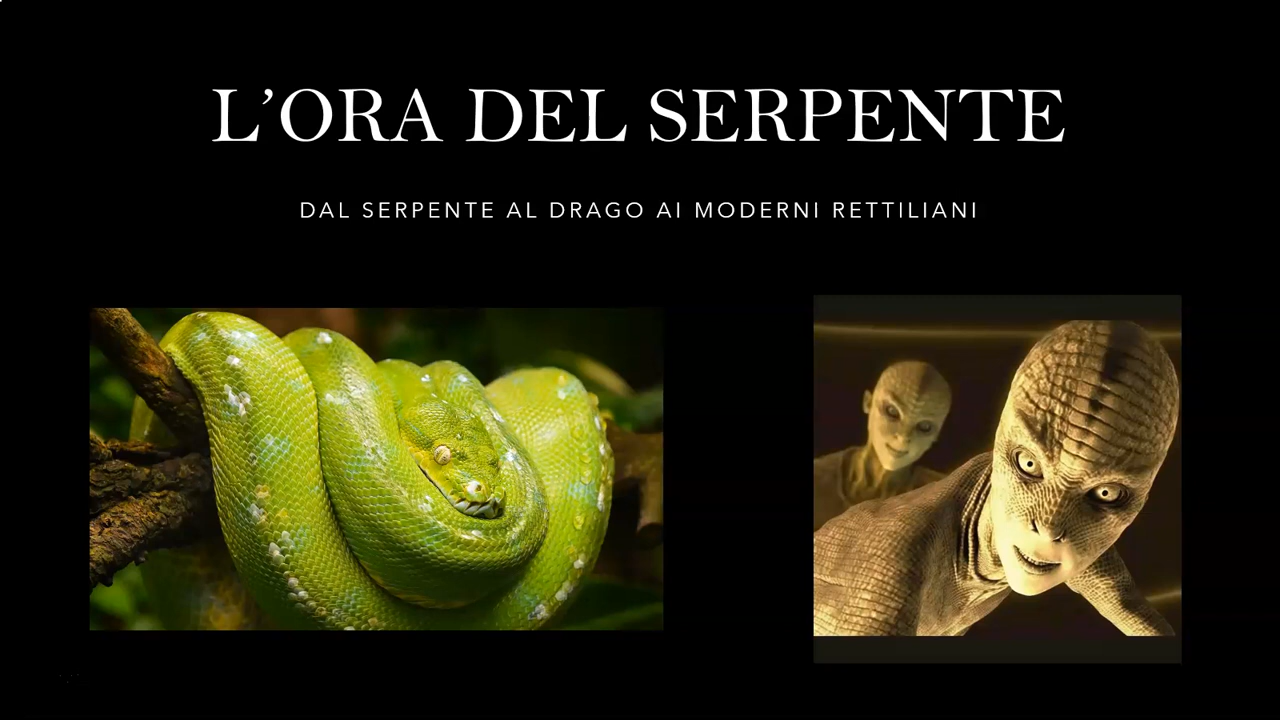 L'ORA DEL SERPENTE
DAL SERPENTE AL DRAGO AI MODERNI RETTILIANI